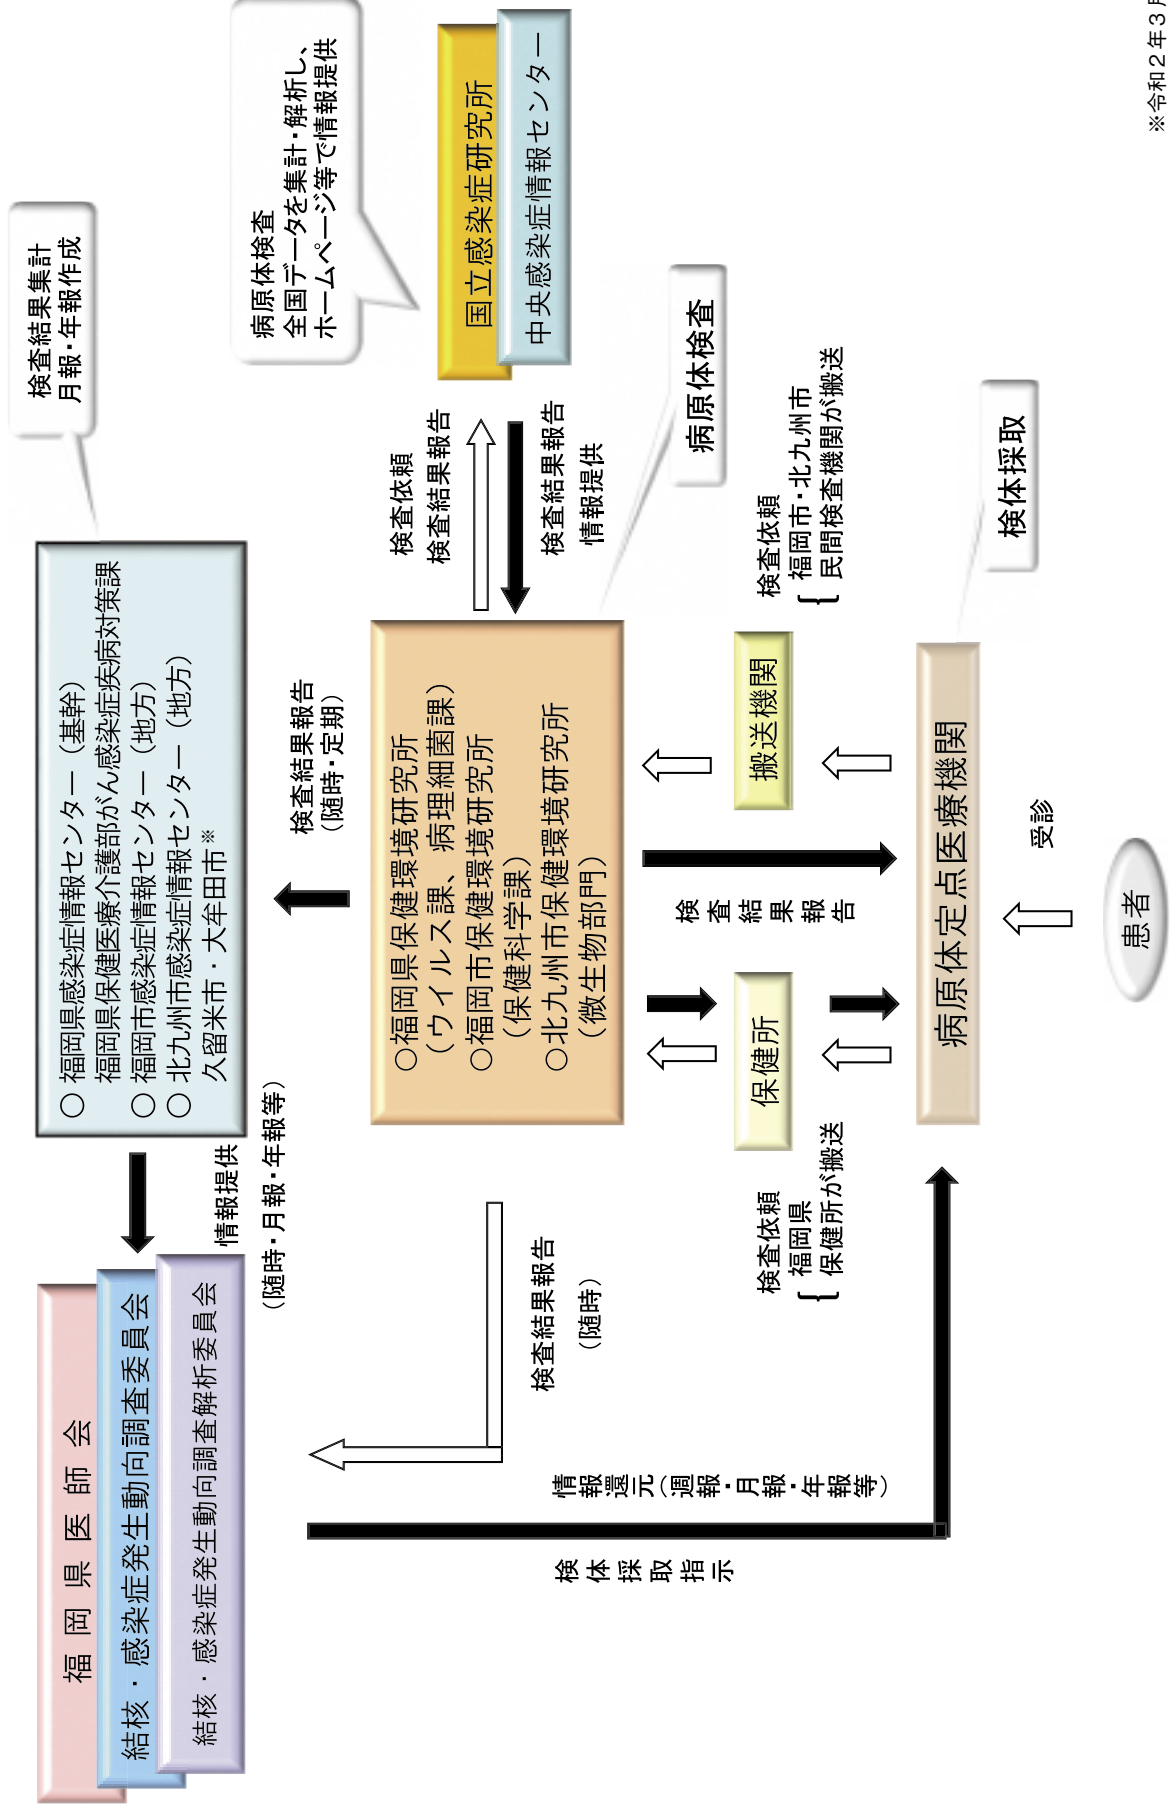 福岡県医師会
結核・感染症発生動向調査委員会
結核・感染症発生動向調査解析委員会
情報提供
（随時・月報・年報等）
○ 福岡県感染症情報センター（基幹）
福岡県保健医療介護部がん感染症疾病対策課
○ 福岡市感染症情報センター（地方）
○ 北九州市感染症情報センター（地方）
久留米市・大牟田市※
検査結果集計
月報・年報作成
検査結果報告
（随時・定期）
病原体検査
全国データを集計・解析し、
ホームページ等で情報提供
国立感染症研究所
中央感染症情報センター
検査依頼
検査結果報告
検査結果報告
情報提供
○福岡県保健環境研究所
（ウイルス課、病理細菌課）
○福岡市保健環境研究所
（保健科学課）
○北九州市保健環境研究所
（微生物部門）
病原体検査
検査結果報告
（随時）
情報還元（週報・月報・年報等）
検体採取指示
検査依頼
福岡県
保健所が搬送
保健所
検査結果報告
搬送機関
検査依頼
福岡市・北九州市
民間検査機関が搬送
病原体定点医療機関
検体採取
受診
患者
※令和２年３月